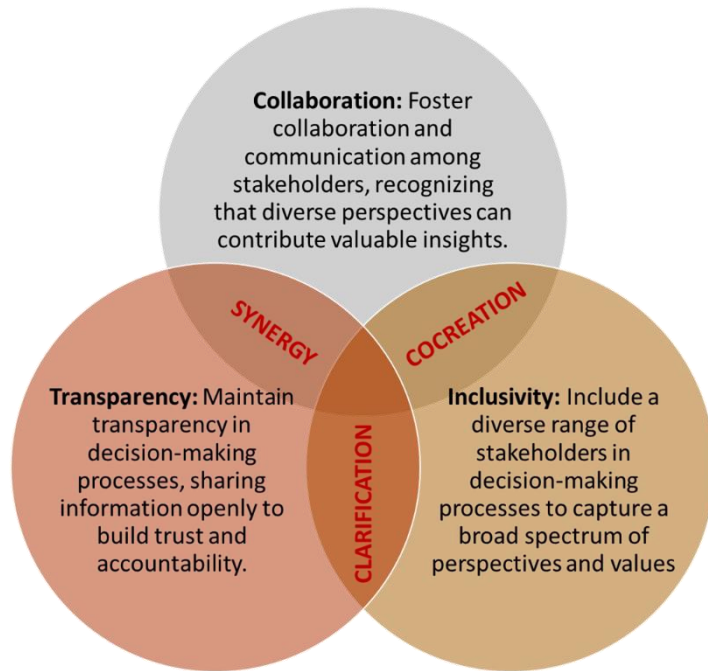 Collaboration: Foster
collaboration and
communication among
stakeholders, recognizing
that diverse perspectives can
contribute valuable insights.
SYNERGY
COCREATION
Transparency: Maintain
transparency in
decision-making
processes, sharing
information openly to
build trust and
accountability.
CLARIFICATION
Inclusivity: Include a
diverse range of
stakeholders in
decision-making
processes to capture a
broad spectrum of
perspectives and values